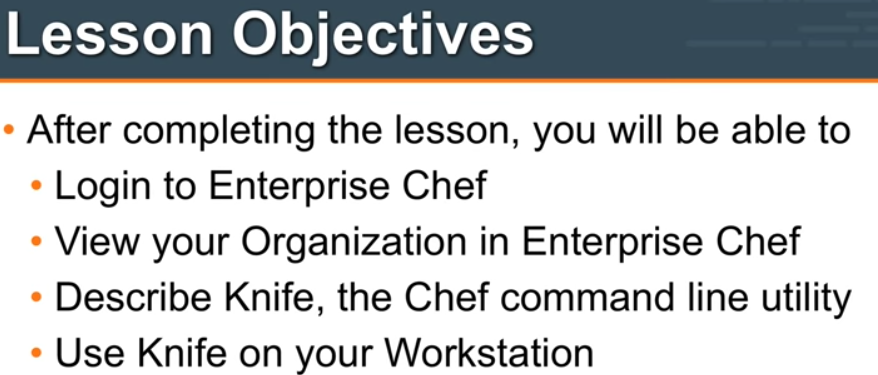 Lesson Objectives
• After completing the lesson, you will be able to
• Login to Enterprise Chef
• View your Organization in Enterprise Chef
• Describe Knife, the Chef command line utility
• Use Knife on your Workstation